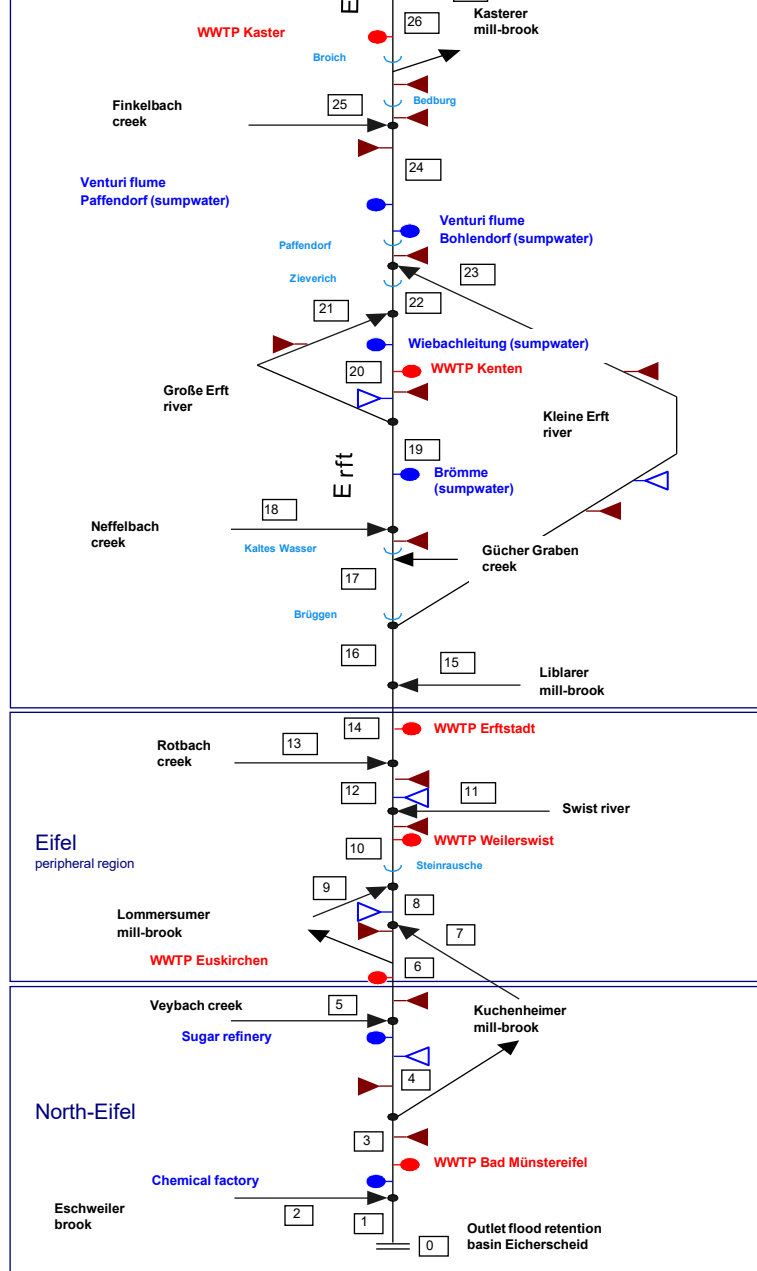 E
26
Kasterer
mill-brook
WWTP Kaster
Broich
Bedburg
25
Finkelbach
creek
24
Venturi flume
Paffendorf (sumpwater)
Venturi flume
Bohlendorf (sumpwater)
Paffendorf
23
Zieverich
22
21
Wiebachleitung (sumpwater)
20
WWTP Kenten
Große Erft
river
Kleine Erft
river
19
Erft
Brömme
(sumpwater)
18
Neffelbach
creek
Kaltes Wasser
Gücher Graben
creek
17
Brüggen
16
15
Liblarer
mill-brook
14
WWTP Erftstadt
13
Rotbach
creek
12
11
Swist river
Eifel
peripheral region
WWTP Weilerswist
10
Steinrausche
9
8
Lommersumer
mill-brook
7
WWTP Euskirchen
6
Veybach creek
5
Kuchenheimer
mill-brook
Sugar refinery
4
North-Eifel
3
WWTP Bad Münstereifel
Chemical factory
Eschweiler
brook
2
1
0
Outlet flood retention
basin Eicherscheid